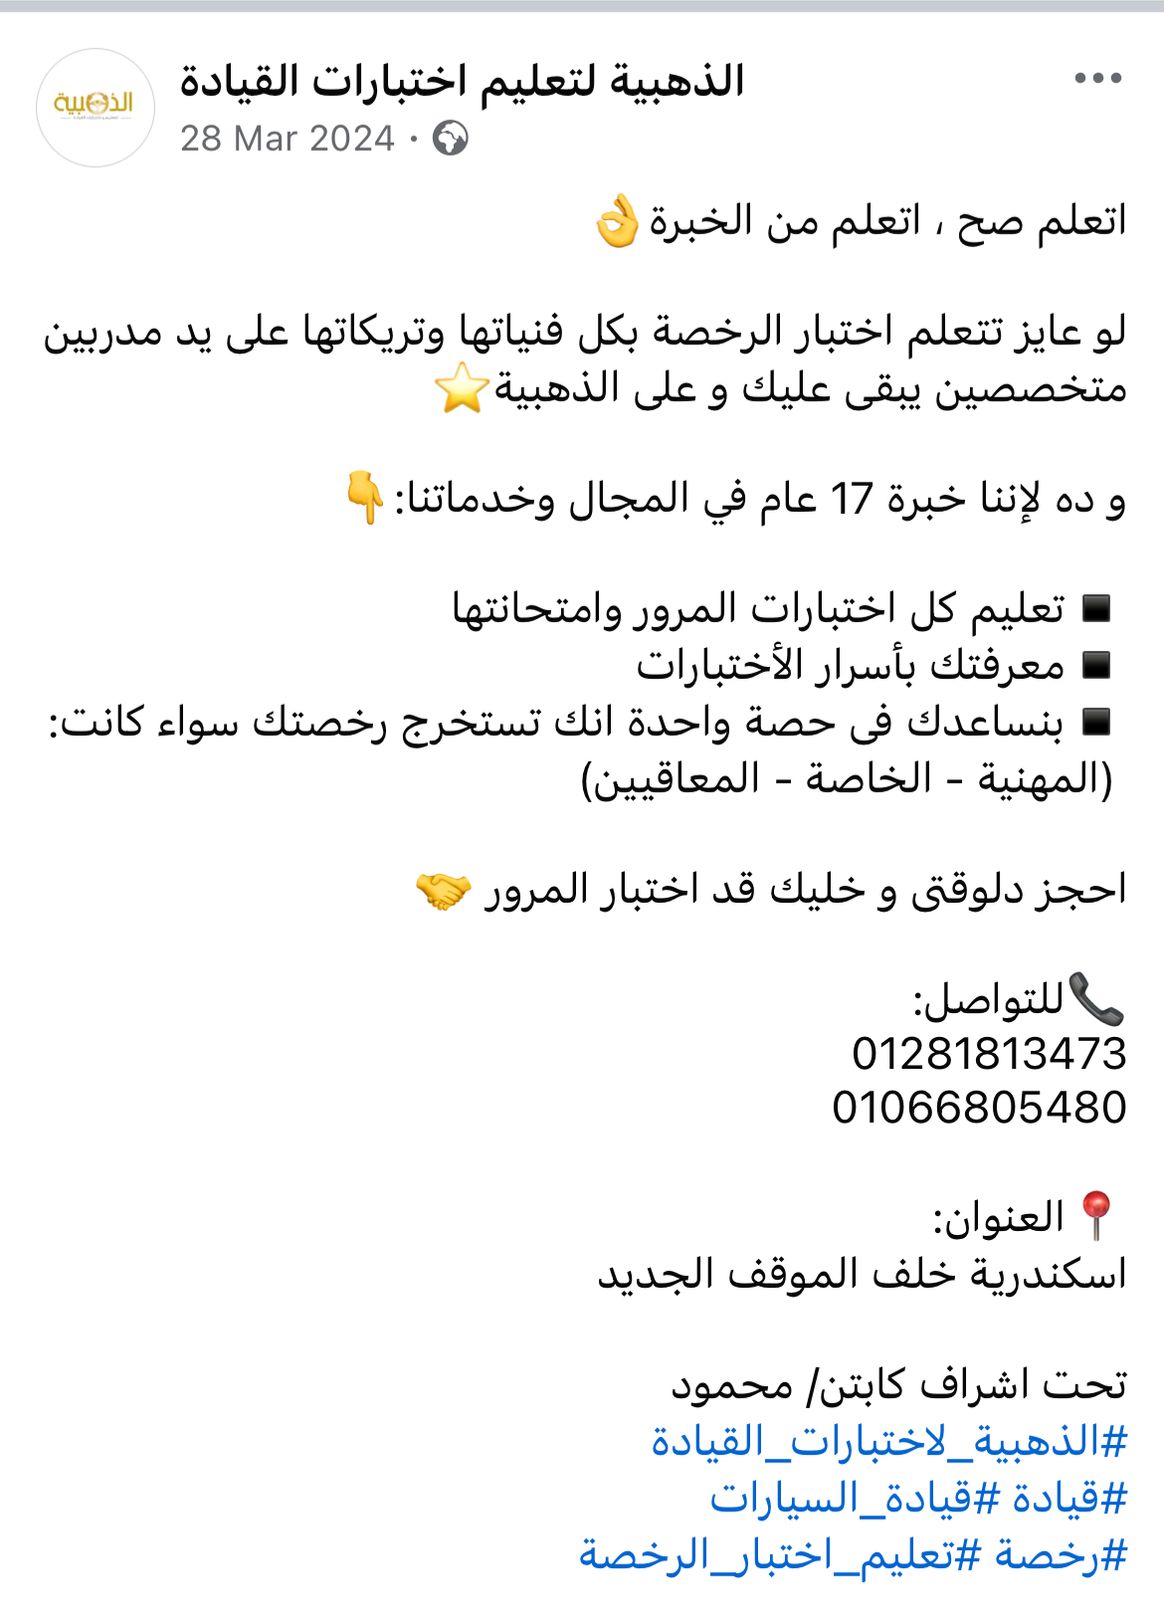 الذهبية لتعليم اختبارات القيادة
28 Mar 2024 ·
الذهبية
اتعلم صح ، اتعلم من الخبرة👌
لو عايز تتعلم اختبار الرخصة بكل فنياتها وتريكاتها على يد مدربين
متخصصين يبقى عليك و على الذهبية⭐
و ده لإننا خبرة 17 عام في المجال وخدماتنا:👇
◾ تعليم كل اختبارات المرور وامتحانتها
◾ معرفتك بأسرار الأختبارات
◾ بنساعدك فى حصة واحدة انك تستخرج رخصتك سواء كانت:
(المهنية - الخاصة - المعاقيين)
احجز دلوقتى و خليك قد اختبار المرور 🤝
📞للتواصل:
01281813473
01066805480
📍العنوان:
اسكندرية خلف الموقف الجديد
تحت اشراف كابتن/ محمود
#الذهبية_لاختبارات_القيادة
#قيادة #قيادة_السيارات
#رخصة #تعليم_اختبار_الرخصة